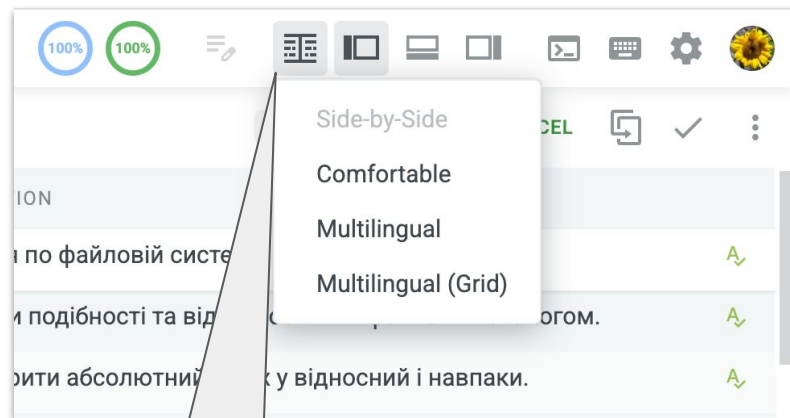 100% 100%
Side-by-Side
Comfortable
Multilingual
Multilingual (Grid)
CEL
ION
по файловій систе
подібності та від огом.
рити абсолютний у відносний і навпаки.